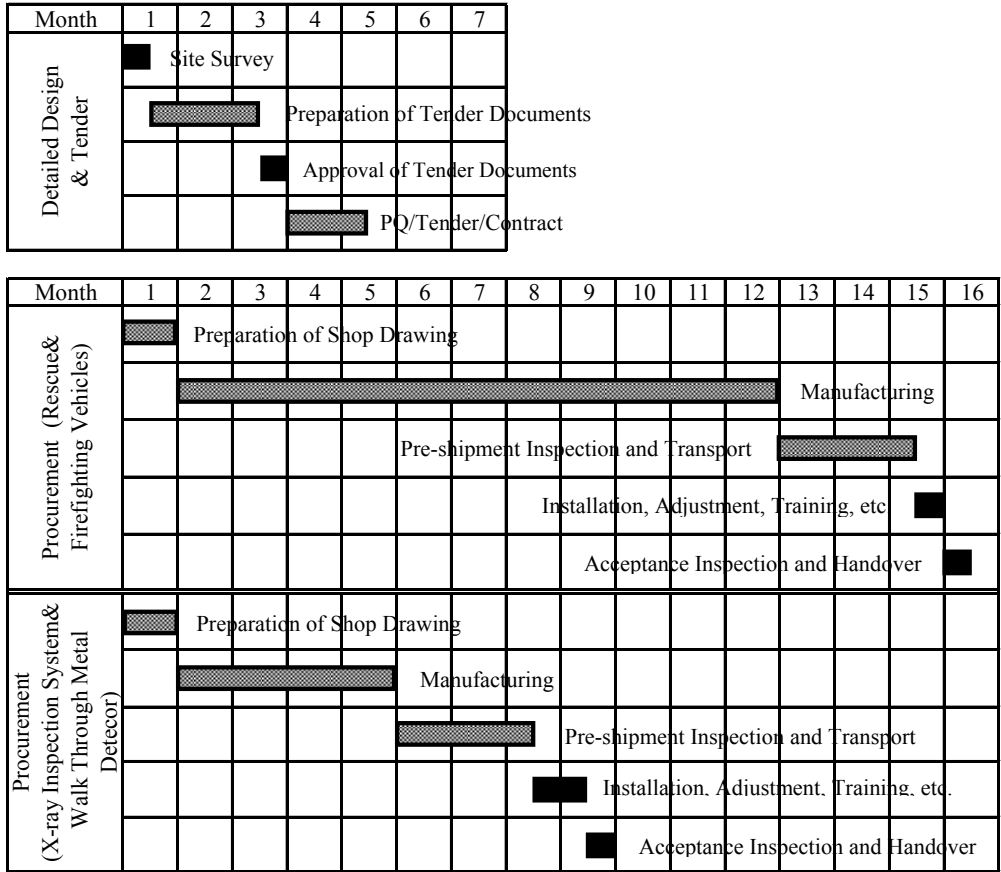 Month 1 2 3 4 5 6 7
Detailed Design
& Tender
Site Survey
Preparation of Tender Documents
Approval of Tender Documents
PQ/Tender/Contract
Month 1 2 3 4 5 6 7 8 9 10 11 12 13 14 15 16
Procurement (Rescue&
Firefighting Vehicles)
Preparation of Shop Drawing
Manufacturing
Pre-shipment Inspection and Transport
Installation, Adjustment, Training, etc
Acceptance Inspection and Handover
Procurement
(X-ray Inspection System&
Walk Through Metal
Detecor)
Preparation of Shop Drawing
Manufacturing
Pre-shipment Inspection and Transport
Installation, Adjustment, Training, etc.
Acceptance Inspection and Handover